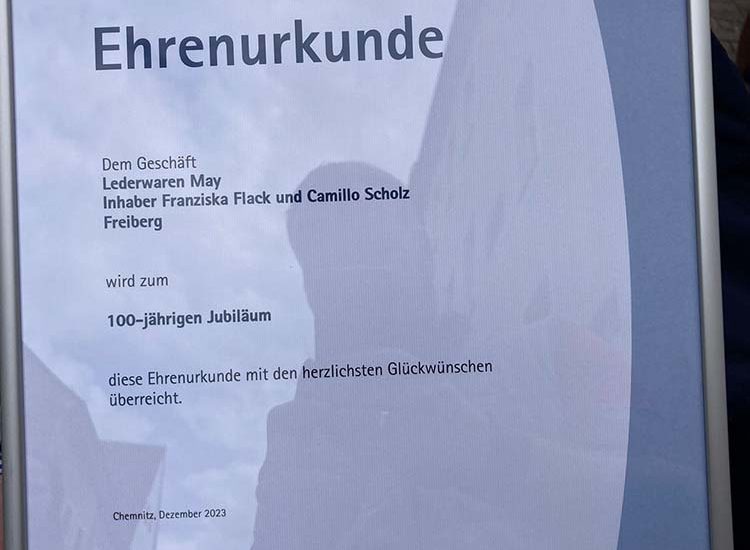 Ehrenurkunde
Dem Geschäft
Lederwaren May
Inhaber Franziska Flack und Camillo Scholz
Freiberg
wird zum
100-jährigen Jubiläum
diese Ehrenurkunde mit den herzlichsten Glückwünschen
überreicht.
Chemnitz, Dezember 2023